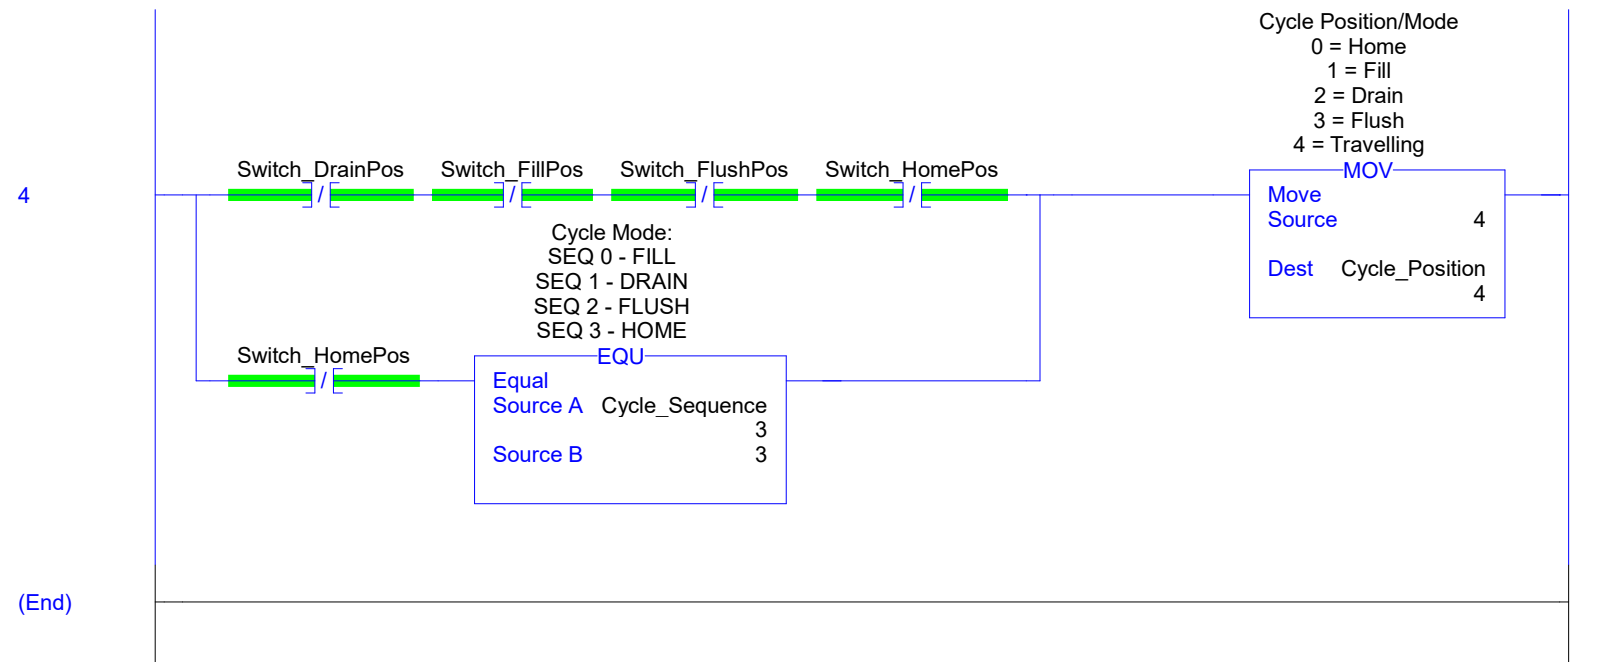 Cycle Position/Mode
0 = Home
1 = Fill
2 = Drain
3 = Flush
4 = Travelling
4
Switch_DrainPos
Switch_FillPos
Switch_FlushPos
Switch_HomePos
MOV
Move
Source 4
Dest Cycle_Position
4
Cycle Mode:
SEQ 0 - FILL
SEQ 1 - DRAIN
SEQ 2 - FLUSH
SEQ 3 - HOME
Switch_HomePos
EQU
Equal
Source A Cycle_Sequence
3
Source B 3
(End)